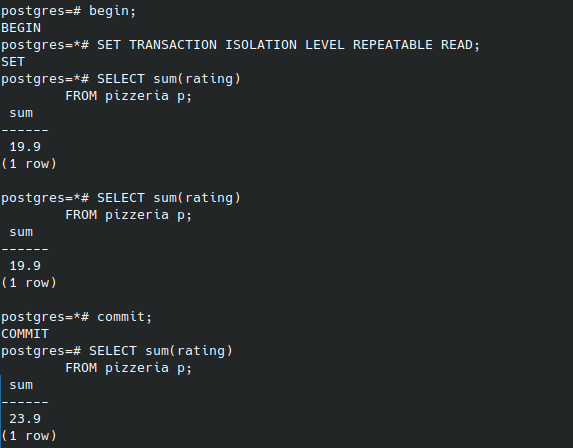 postgres=# begin;
BEGIN
postgres=*# SET TRANSACTION ISOLATION LEVEL REPEATABLE READ;
SET
postgres=*# SELECT sum(rating)
        FROM pizzeria p;
 sum
------
 19.9
(1 row)

postgres=*# SELECT sum(rating)
        FROM pizzeria p;
 sum
------
 19.9
(1 row)

postgres=*# commit;
COMMIT
postgres=# SELECT sum(rating)
        FROM pizzeria p;
 sum
------
 23.9
(1 row)